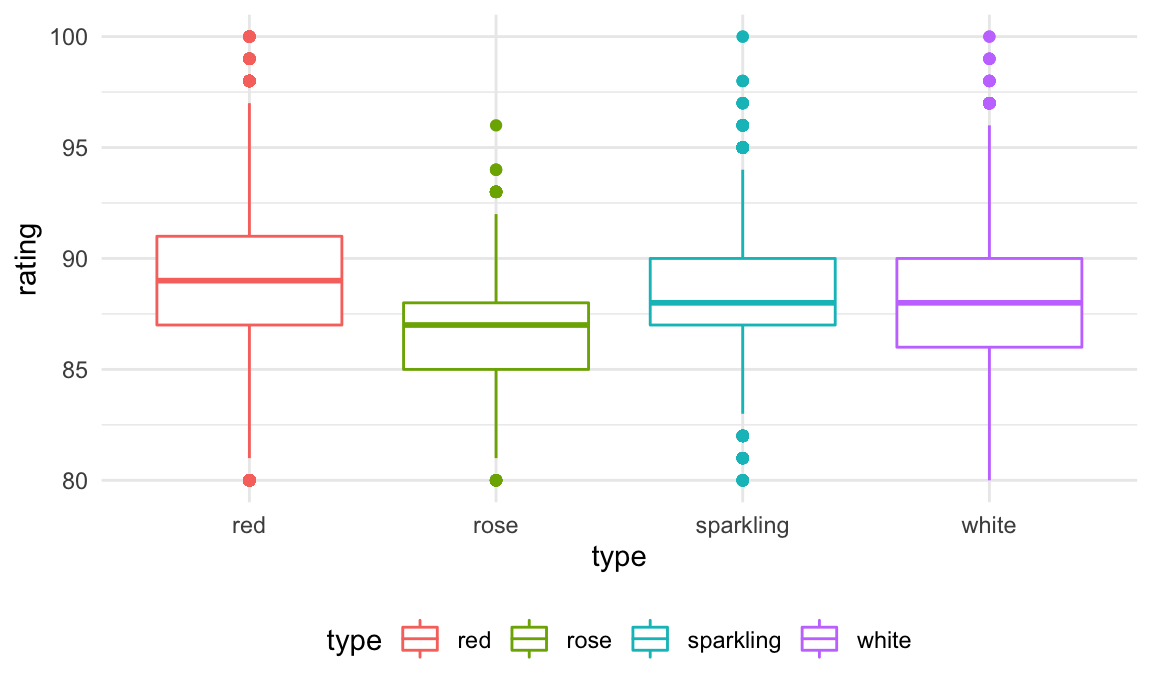 100
95
90
85
80
rating
red rose sparkling white
type
type red rose sparkling white